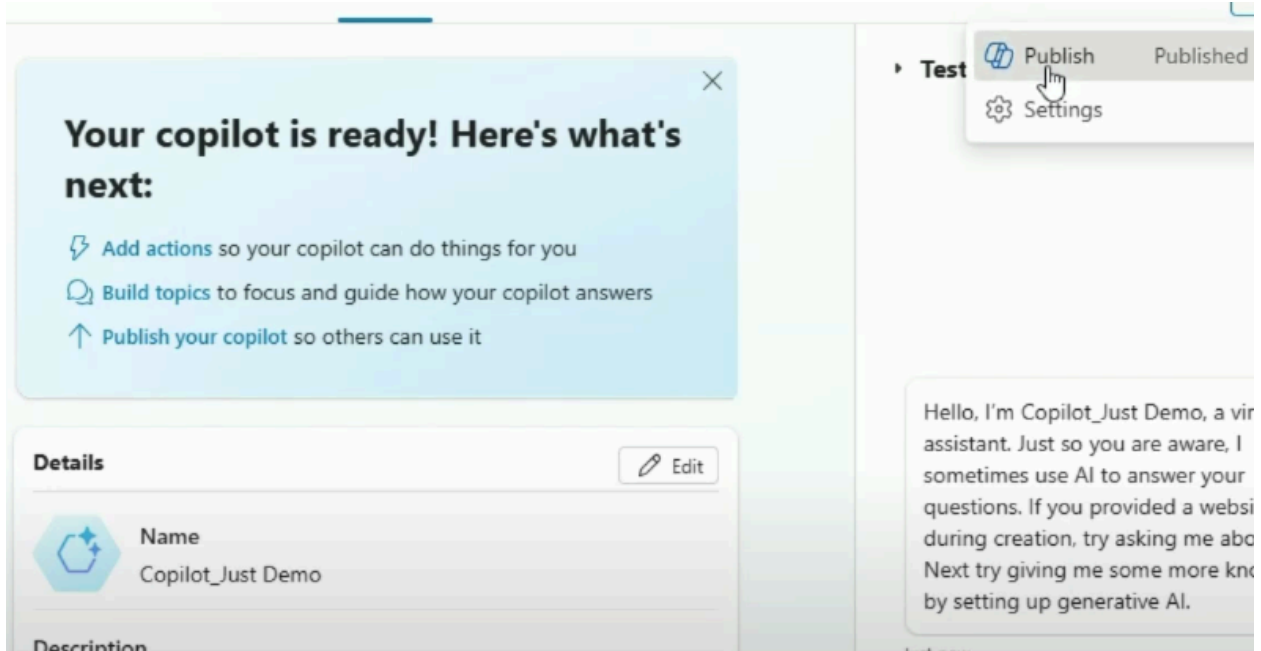 Your copilot is ready! Here's what's
next:
Add actions so your copilot can do things for you
Build topics to focus and guide how your copilot answers
Publish your copilot so others can use it
Details
Edit
Name
Copilot_Just Demo
Description
Test
Publish Published
Settings
Hello, I'm Copilot_Just Demo, a vir
assistant. Just so you are aware, I
sometimes use AI to answer your
questions. If you provided a websi
during creation, try asking me abo
Next try giving me some more kno
by setting up generative AI.